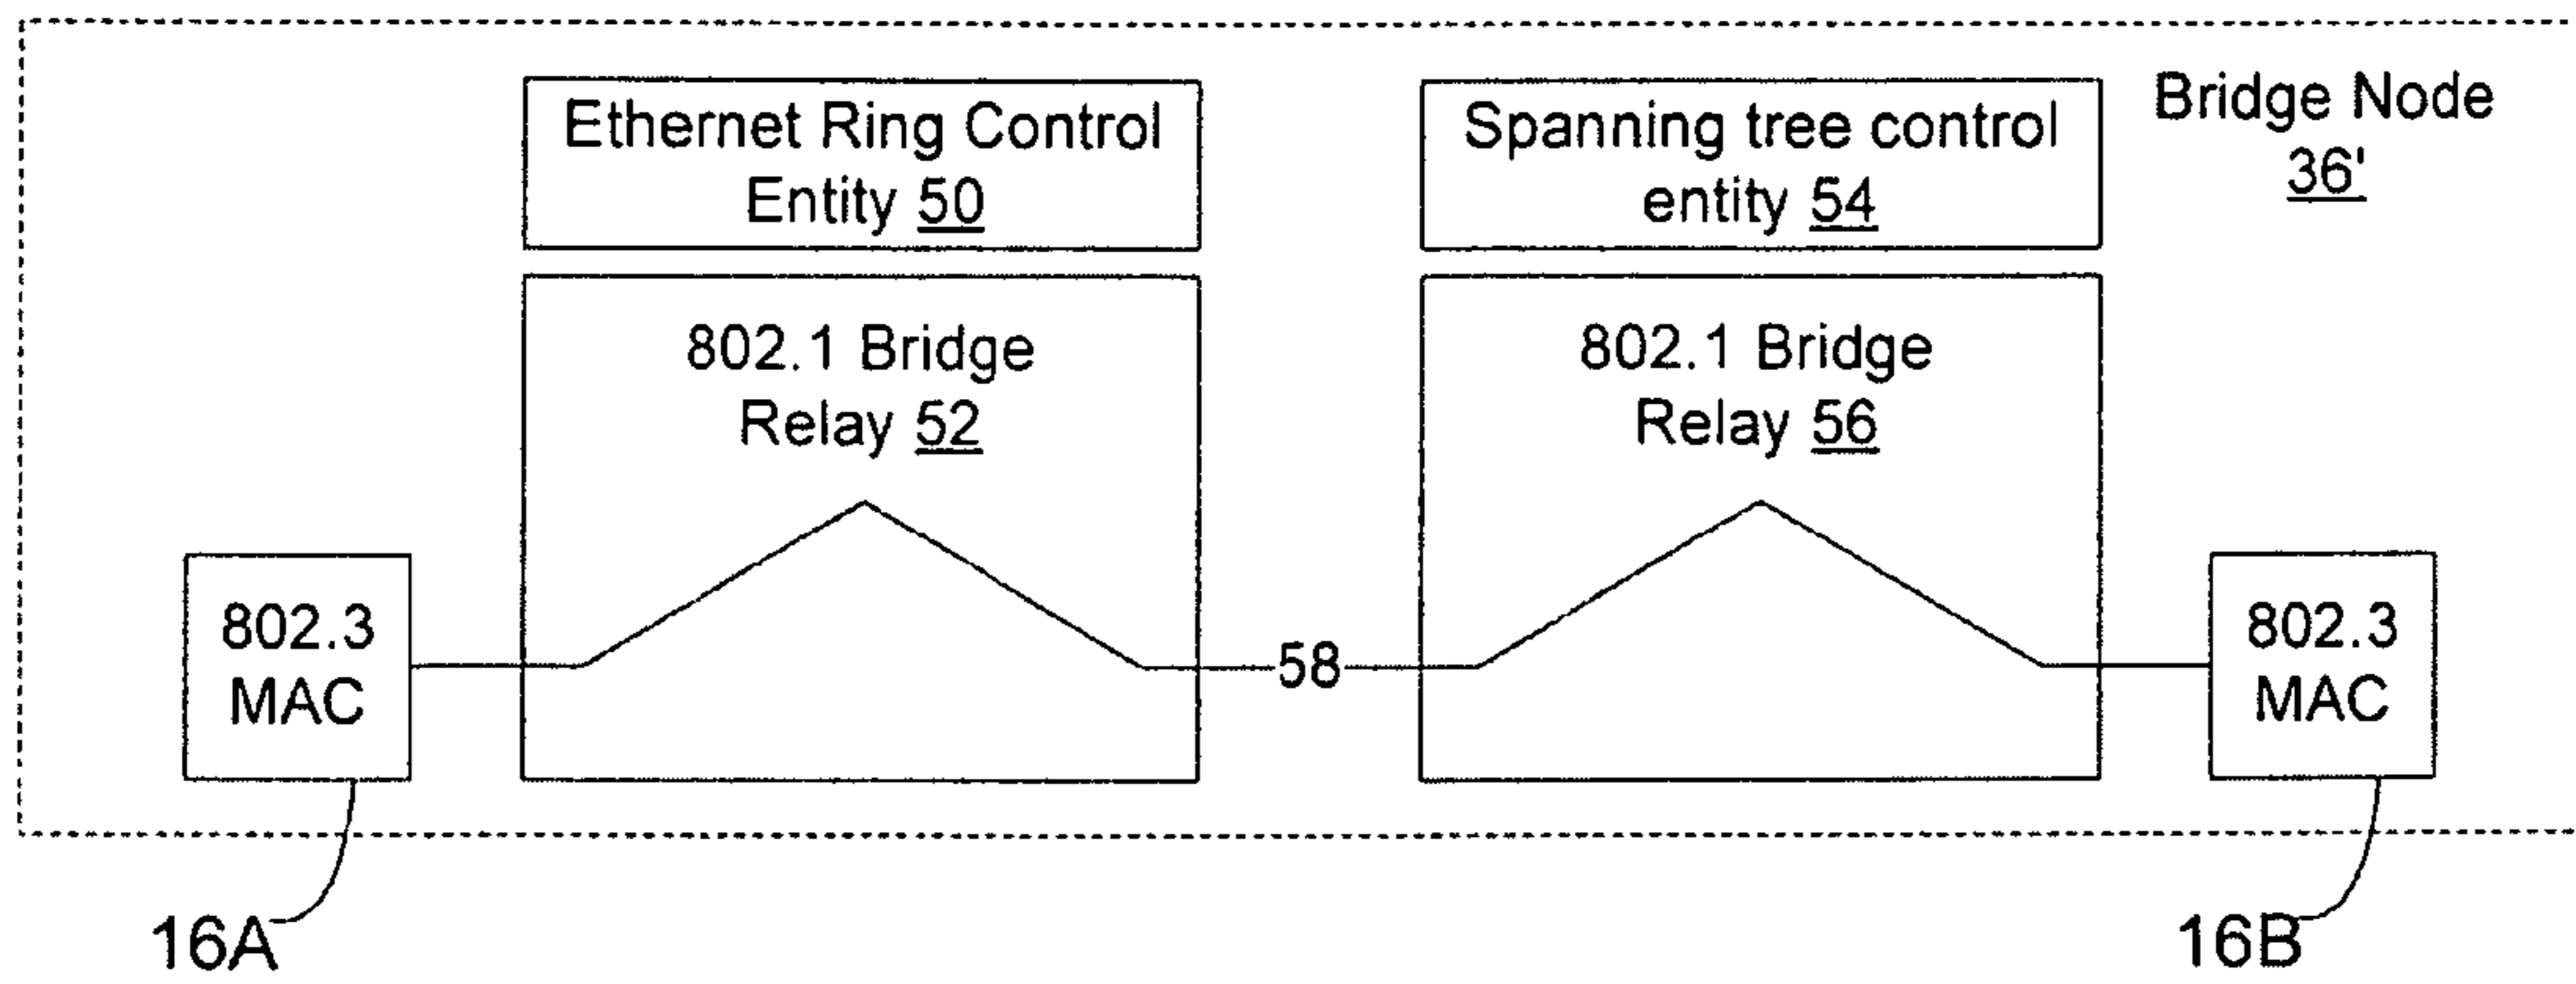 Ethernet Ring Control
Entity 50
Spanning tree control
entity 54
Bridge Node
36'
802.1 Bridge
Relay 52
802.1 Bridge
Relay 56
802.3
MAC
58
802.3
MAC
16A
16B